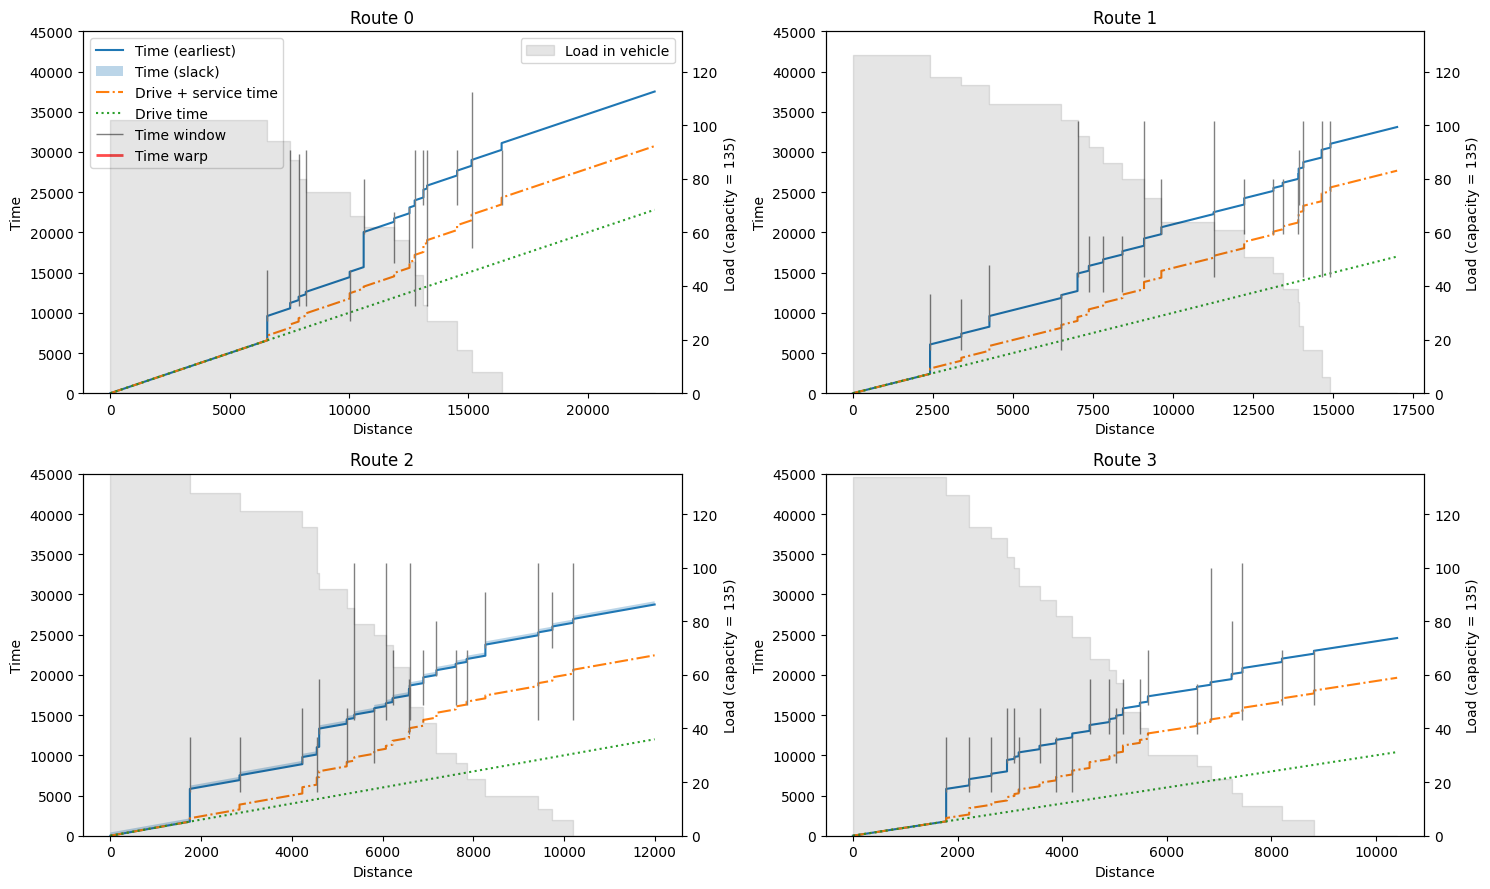 Route 0
45000
40000
35000
30000
25000
20000
15000
10000
5000
0
Time
Time (earliest)
Time (slack)
Drive + service time
Drive time
Time window
Time warp
Load in vehicle
120
100
80
60
40
20
0
Load (capacity = 135)
0 5000 10000 15000 20000
Distance
Route 1
45000
40000
35000
30000
25000
20000
15000
10000
5000
0
Time
120
100
80
60
40
20
0
Load (capacity = 135)
0 2500 5000 7500 10000 12500 15000 17500
Distance
Route 2
45000
40000
35000
30000
25000
20000
15000
10000
5000
0
Time
120
100
80
60
40
20
0
Load (capacity = 135)
0 2000 4000 6000 8000 10000 12000
Distance
Route 3
45000
40000
35000
30000
25000
20000
15000
10000
5000
0
Time
120
100
80
60
40
20
0
Load (capacity = 135)
0 2000 4000 6000 8000 10000
Distance